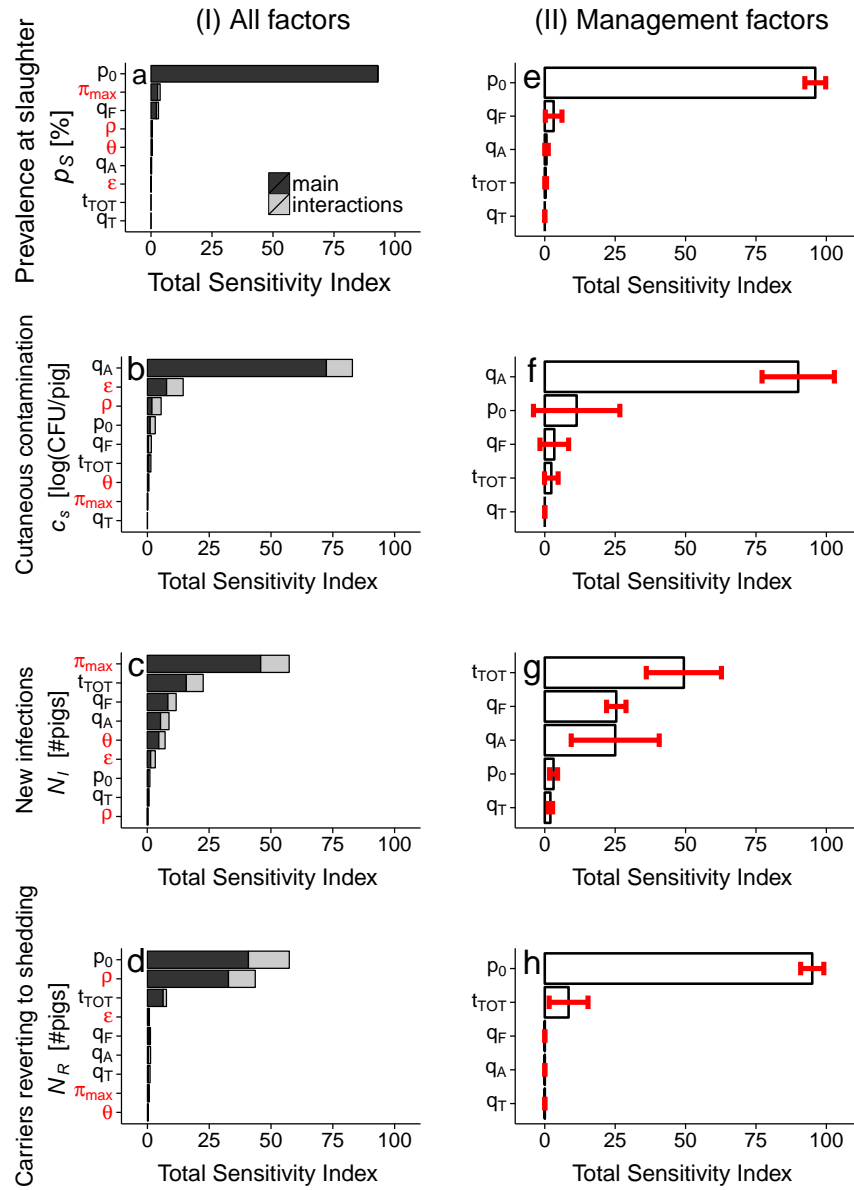 (I) All factors
(II) Management factors
Prevalence at slaughter
p_S [%]
a
p0
πmax
qF
ρ
θ
qA
ε
tTOT
qT
main
interactions
0 25 50 75 100
Total Sensitivity Index
e
p0
qF
qA
tTOT
qT
0 25 50 75 100
Total Sensitivity Index
Cutaneous contamination
c_s [log(CFU/pig]
b
qA
ε
ρ
p0
qF
tTOT
θ
πmax
qT
0 25 50 75 100
Total Sensitivity Index
f
qA
p0
qF
tTOT
qT
0 25 50 75 100
Total Sensitivity Index
New infections
N_I [#pigs]
c
πmax
tTOT
qF
qA
θ
ε
p0
qT
ρ
0 25 50 75 100
Total Sensitivity Index
g
tTOT
qF
qA
p0
qT
0 25 50 75 100
Total Sensitivity Index
Carriers reverting to shedding
N_R [#pigs]
d
p0
ρ
tTOT
ε
qF
qA
qT
πmax
θ
0 25 50 75 100
Total Sensitivity Index
h
p0
tTOT
qF
qA
qT
0 25 50 75 100
Total Sensitivity Index